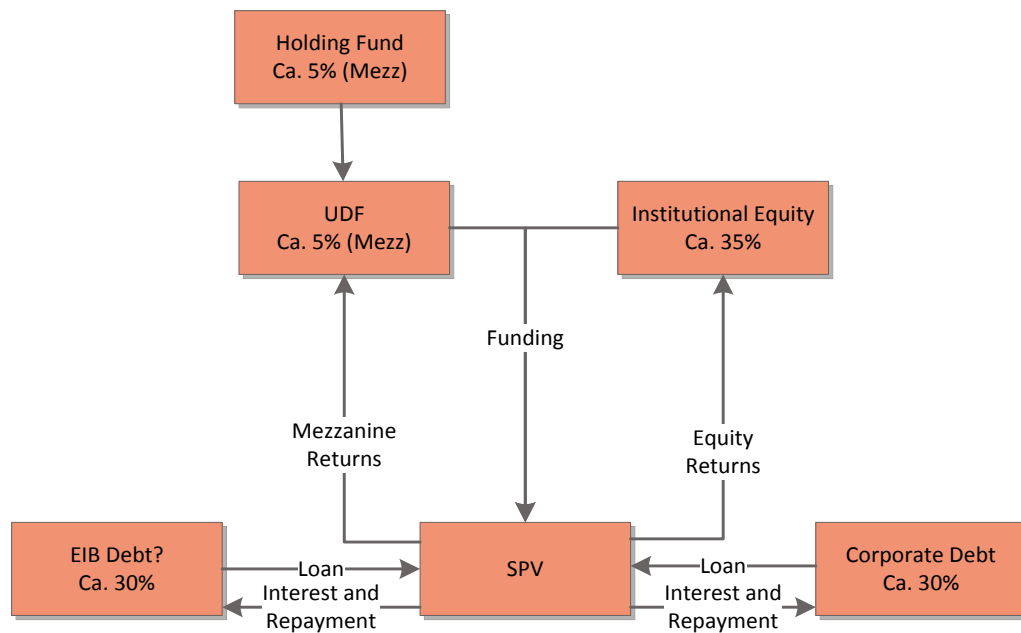 Holding Fund
Ca. 5% (Mezz)
UDF
Ca. 5% (Mezz)
Institutional Equity
Ca. 35%
Funding
Mezzanine
Returns
Equity
Returns
EIB Debt?
Ca. 30%
Loan
Interest and
Repayment
SPV
Loan
Interest and
Repayment
Corporate Debt
Ca. 30%